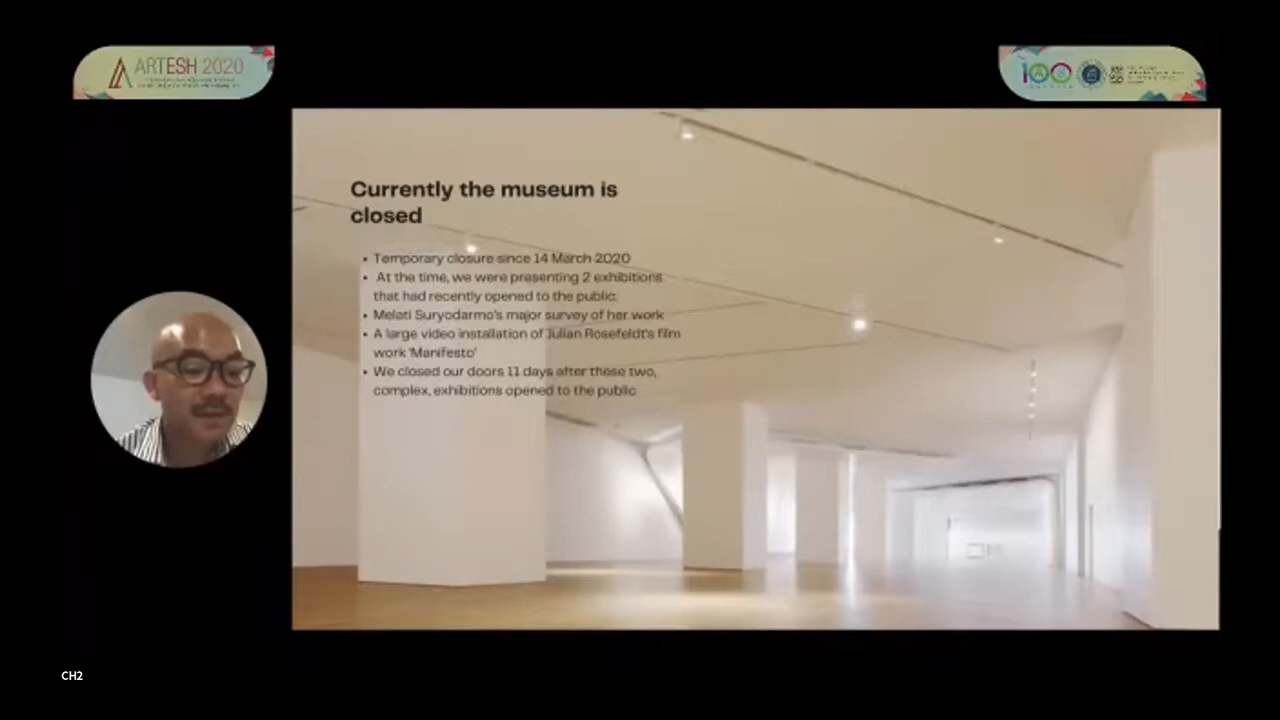 ARTESH 2020
100
Currently the museum is
closed
• Temporary closure since 14 March 2020
• At the time, we were presenting 2 exhibitions
that had recently opened to the public.
• Melati Suryodarmo's major survey of her work
• A large video installation of Julian Rosefeldt's film
work 'Manifesto'
• We closed our doors 11 days after these two,
complex, exhibitions opened to the public
CH2